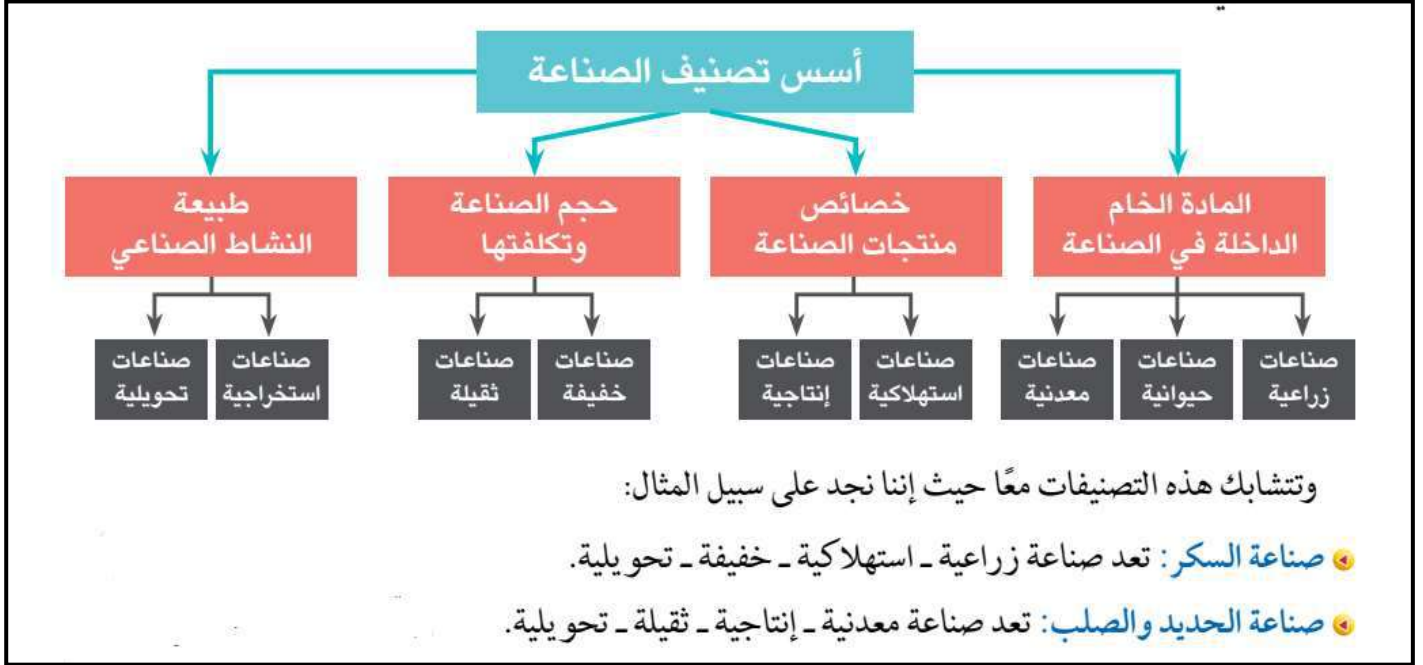 أسس تصنيف الصناعة
المادة الخام
الداخلة في الصناعة
خصائص
منتجات الصناعة
حجم الصناعة
وتكلفتها
طبيعة
النشاط الصناعي
صناعات
زراعية
صناعات
حيوانية
صناعات
معدنية
صناعات
استهلاكية
صناعات
إنتاجية
صناعات
خفيفة
صناعات
ثقيلة
صناعات
استخراجية
صناعات
تحويلية
وتتشابك هذه التصنيفات معًا حيث إننا نجد على سبيل المثال:
صناعة السكر: تعد صناعة زراعية ـ استهلاكية ـ خفيفة ـ تحويلية.
صناعة الحديد والصلب: تعد صناعة معدنية ـ إنتاجية ـ ثقيلة ـ تحويلية.